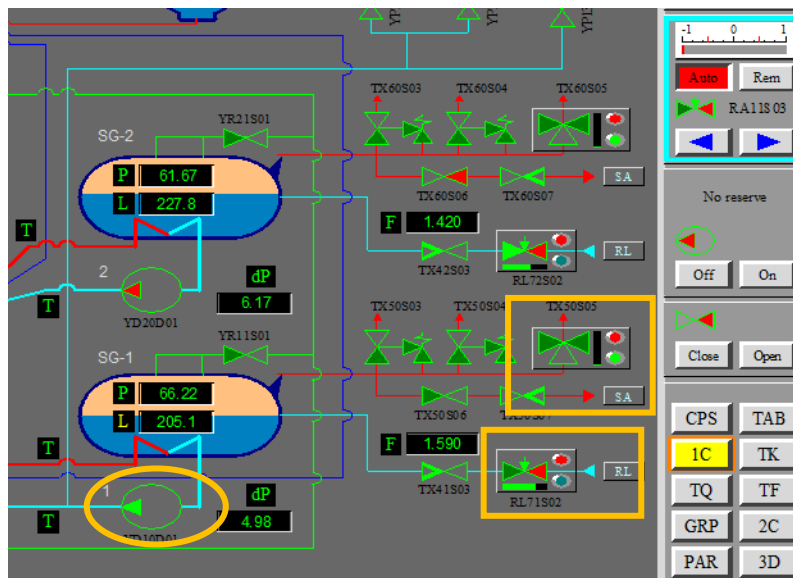 YP13
-1 0 1
Auto Rem
RA11S03
TX60S03 TX60S04 TX60S05
YR21S01
SG-2
P 61.67
L 227.8
TX60S06 TX60S07 SA
No reserve
T
F 1.420
TX42S03 RL72S02 RL
2
dP
T
6.17
YD20D01
Off On
TX50S03 TX50S04 TX50S05
YR11S01
SG-1
Close Open
P 66.22
L 205.1
TX50S06 TX50S07 SA
CPS TAB
T
F 1.590
1C TK
TX41S03 RL71S02 RL
1
dP
TQ TF
T
4.98
YD10D01
GRP 2C
PAR 3D